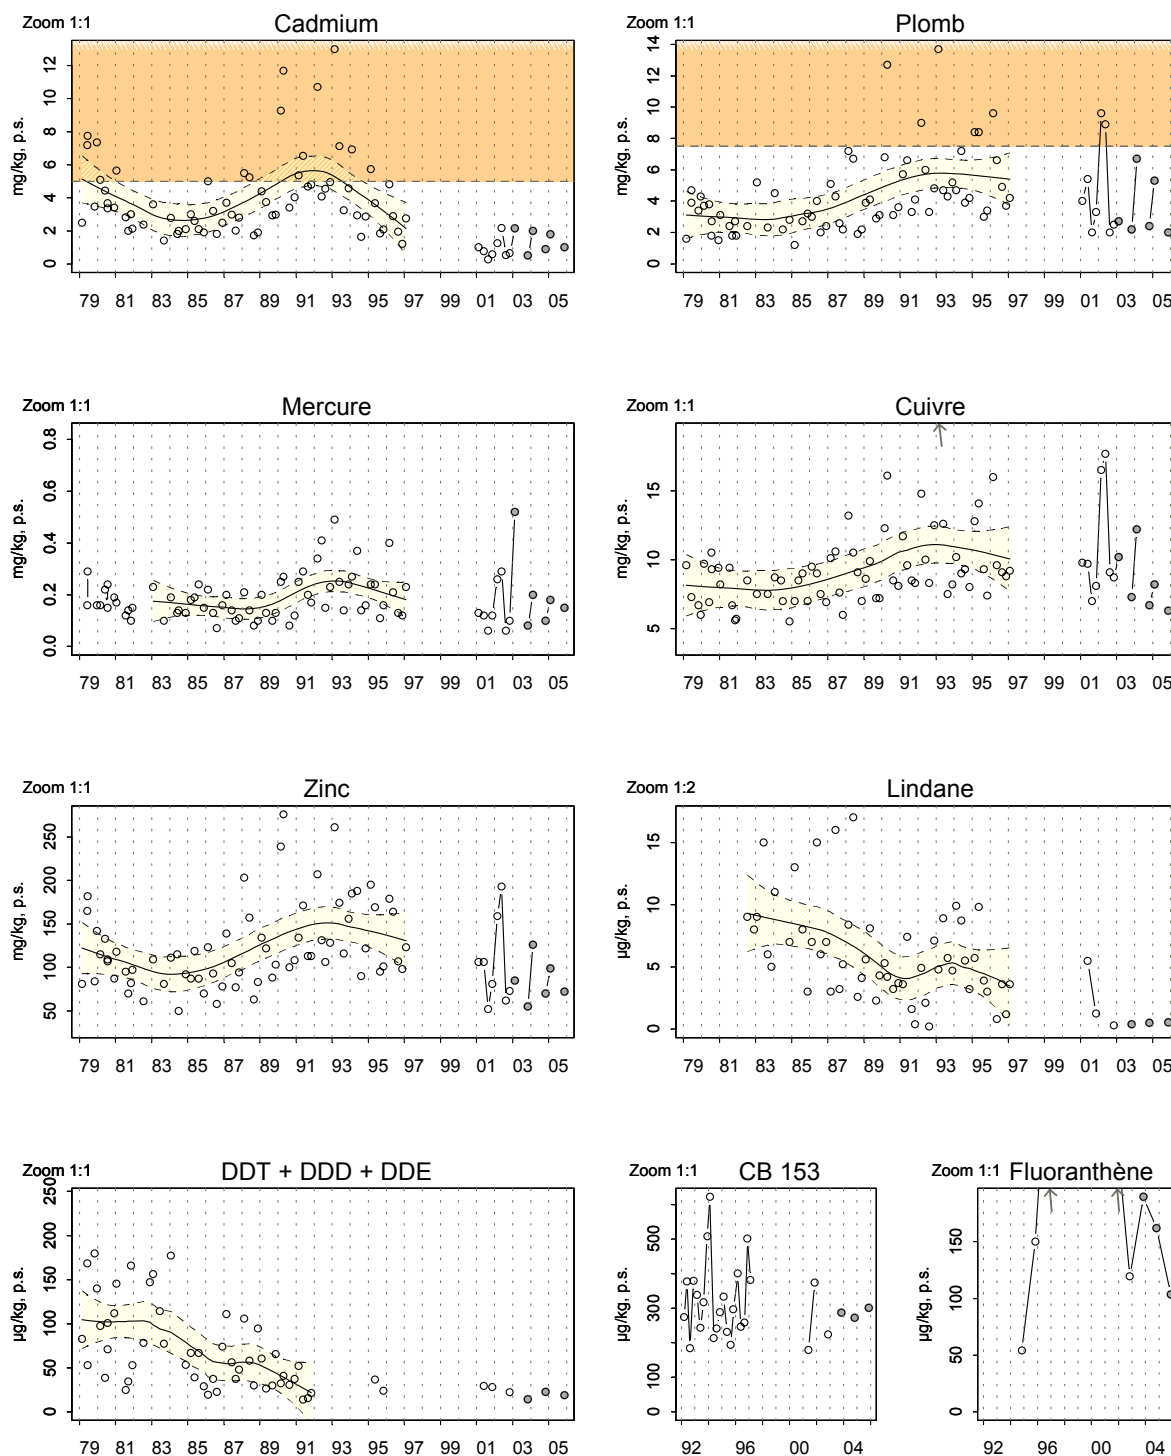 Zoom 1:1 Cadmium
mg/kg, p.s.
0 2 4 6 8 10 12
79 81 83 85 87 89 91 93 95 97 99 01 03 05
Zoom 1:1 Plomb
mg/kg, p.s.
0 2 4 6 8 10 12 14
79 81 83 85 87 89 91 93 95 97 99 01 03 05
Zoom 1:1 Mercure
mg/kg, p.s.
0.0 0.2 0.4 0.6 0.8
79 81 83 85 87 89 91 93 95 97 99 01 03 05
Zoom 1:1 Cuivre
mg/kg, p.s.
5 10 15
79 81 83 85 87 89 91 93 95 97 99 01 03 05
Zoom 1:1 Zinc
mg/kg, p.s.
50 100 150 200 250
79 81 83 85 87 89 91 93 95 97 99 01 03 05
Zoom 1:2 Lindane
µg/kg, p.s.
0 5 10 15
79 81 83 85 87 89 91 93 95 97 99 01 03 05
Zoom 1:1 DDT + DDD + DDE
µg/kg, p.s.
0 50 100 150 200 250
79 81 83 85 87 89 91 93 95 97 99 01 03 05
Zoom 1:1 CB 153
µg/kg, p.s.
0 100 300 500
92 96 00 04
Zoom 1:1 Fluoranthène
µg/kg, p.s.
0 50 100 150
92 96 00 04